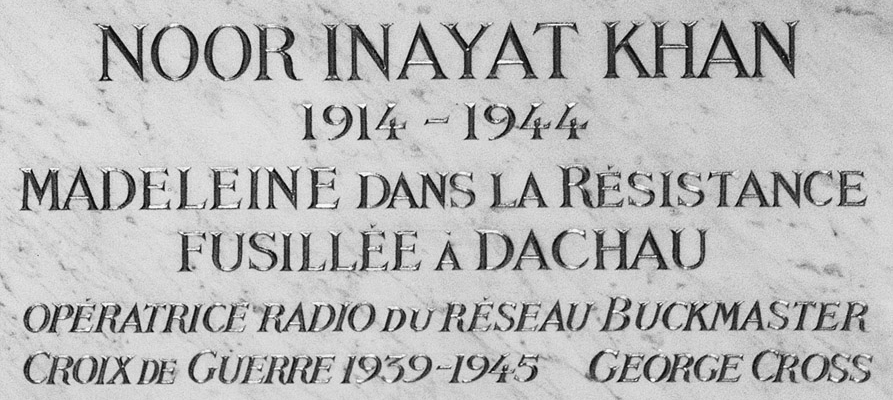 NOOR INAYAT KHAN
1914 - 1944
MADELEINE DANS LA RÉSISTANCE
FUSILLÉE À DACHAU
OPÉRATRICE RADIO DU RÉSEAU BUCKMASTER
CROIX DE GUERRE 1939-1945 GEORGE CROSS